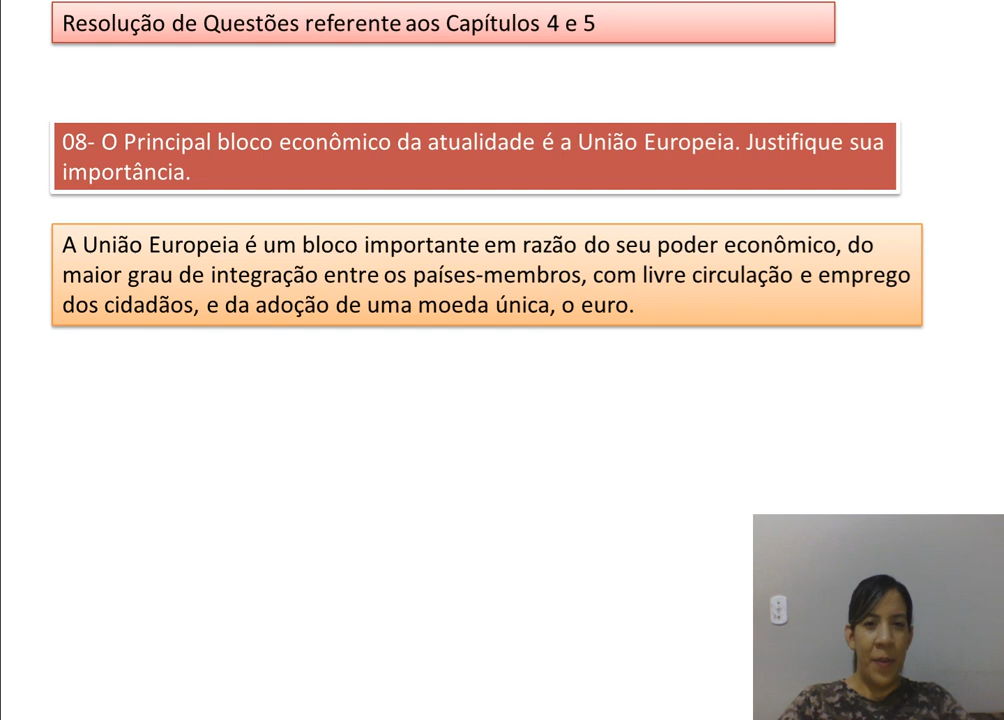 Resolução de Questões referente aos Capítulos 4 e 5
08- O Principal bloco econômico da atualidade é a União Europeia. Justifique sua
importância.
A União Europeia é um bloco importante em razão do seu poder econômico, do
maior grau de integração entre os países-membros, com livre circulação e emprego
dos cidadãos, e da adoção de uma moeda única, o euro.